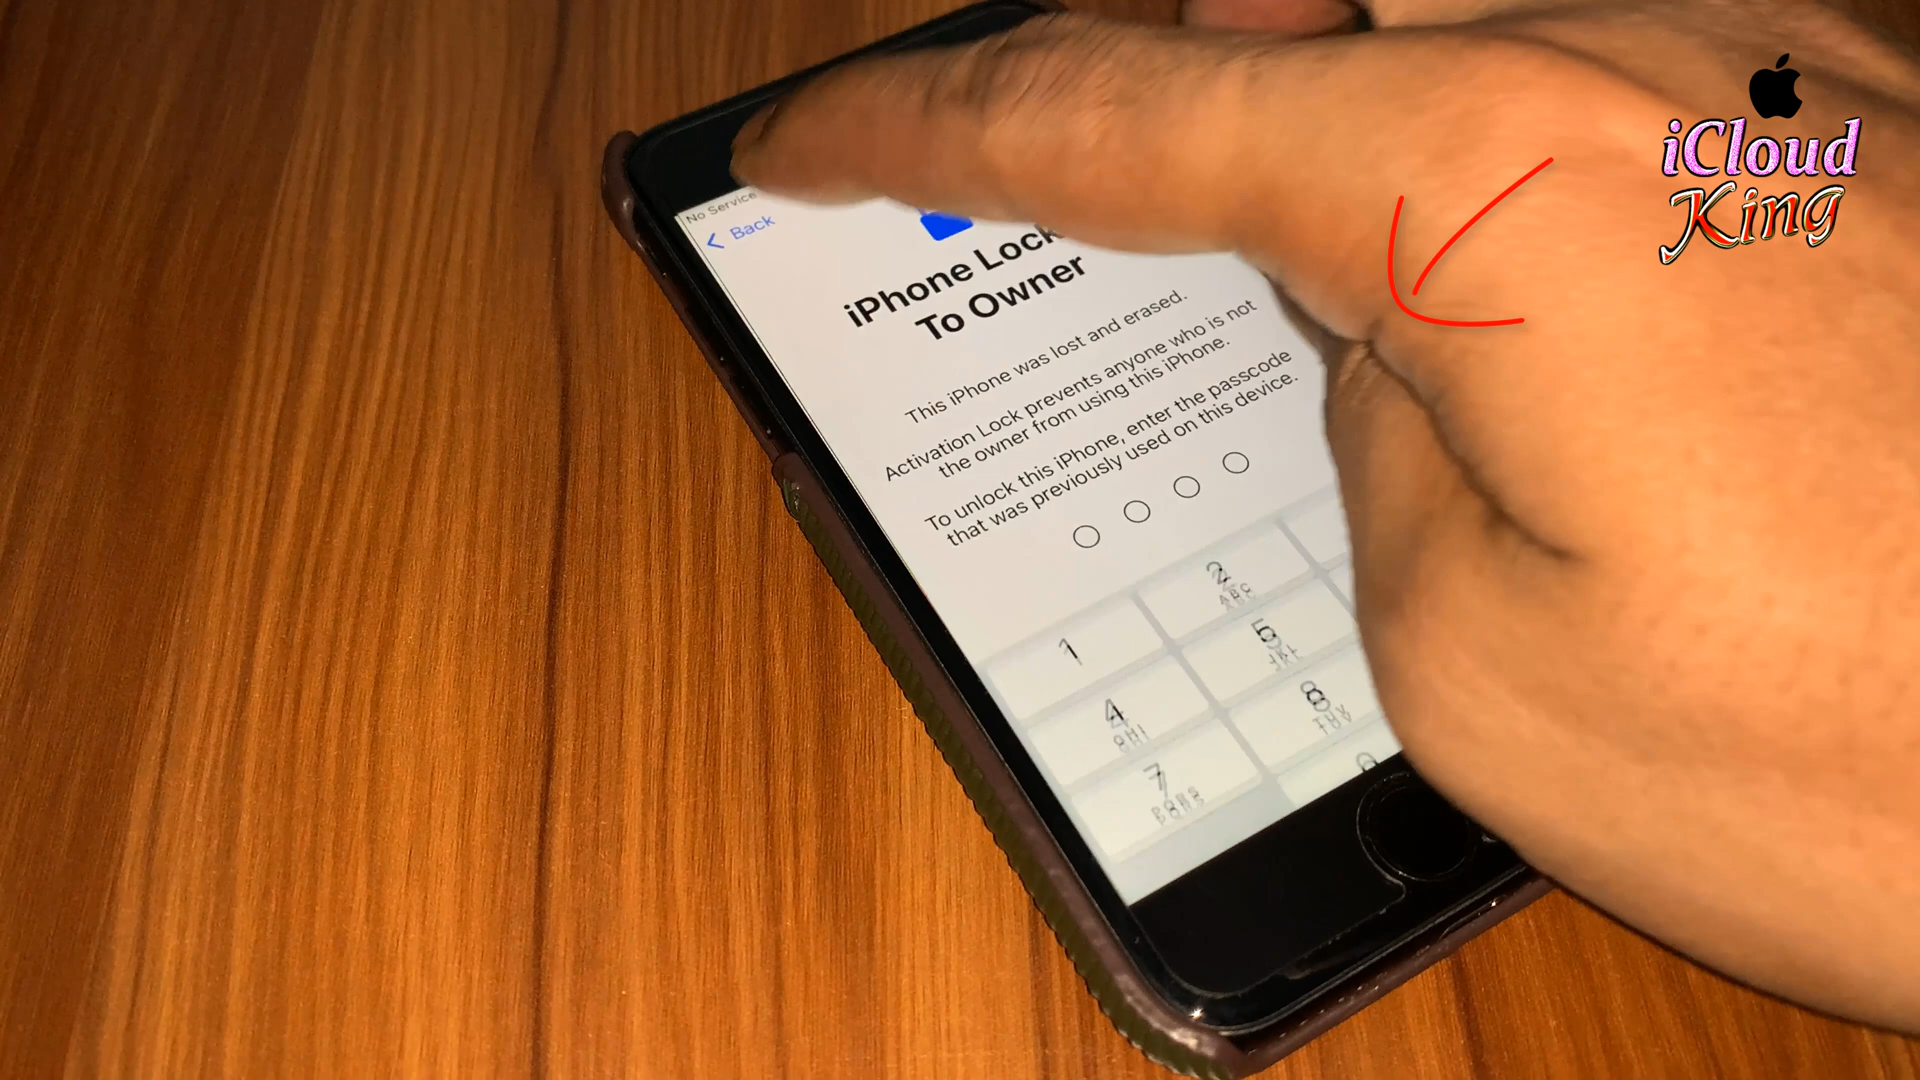 No Service
Back
iPhone Lock
To Owner
This iPhone was lost and erased.
Activation Lock prevents anyone who is not
the owner from using this iPhone.
To unlock this iPhone, enter the passcode
that was previously used on this device.
1
2
ABC
4
GHI
5
JKL
7
PQRS
8
TUV
iCloud
King